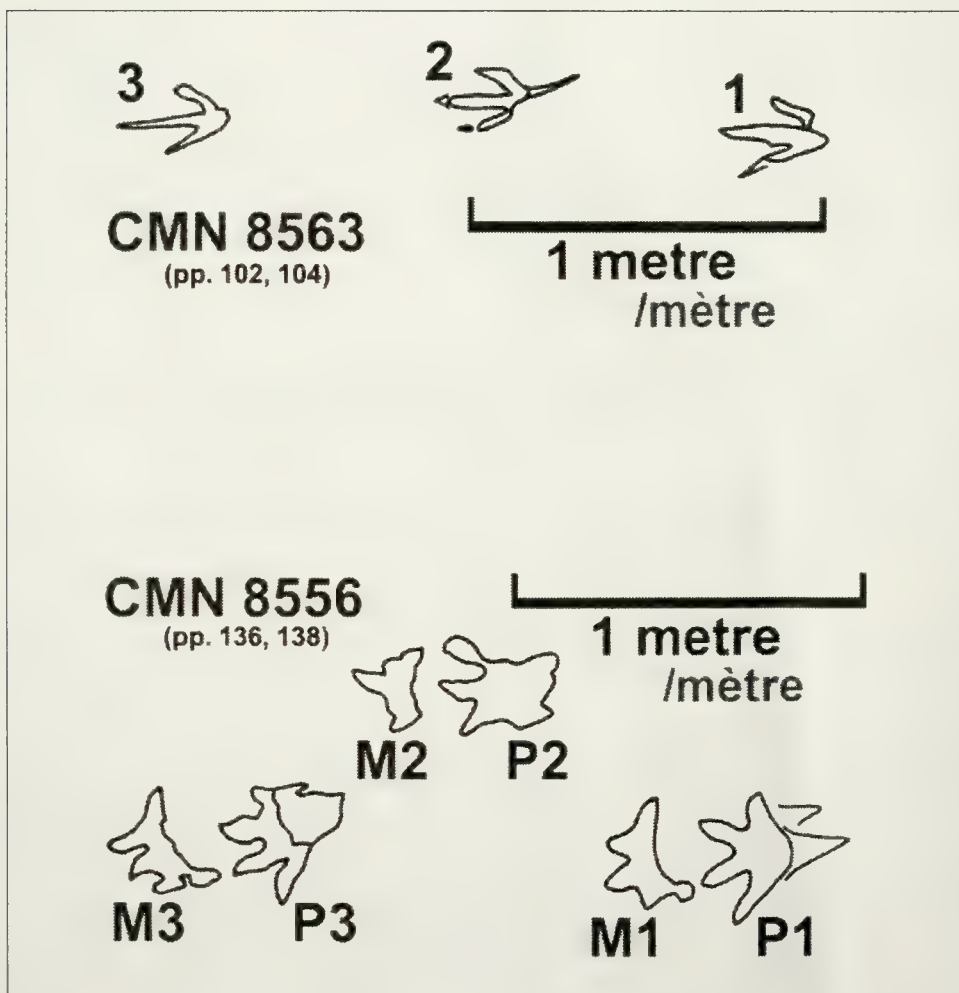 3
2
1
CMN 8563
(pp. 102, 104)
1 metre
/mètre
CMN 8556
(pp. 136, 138)
1 metre
/mètre
M2
P2
M3
P3
M1
P1